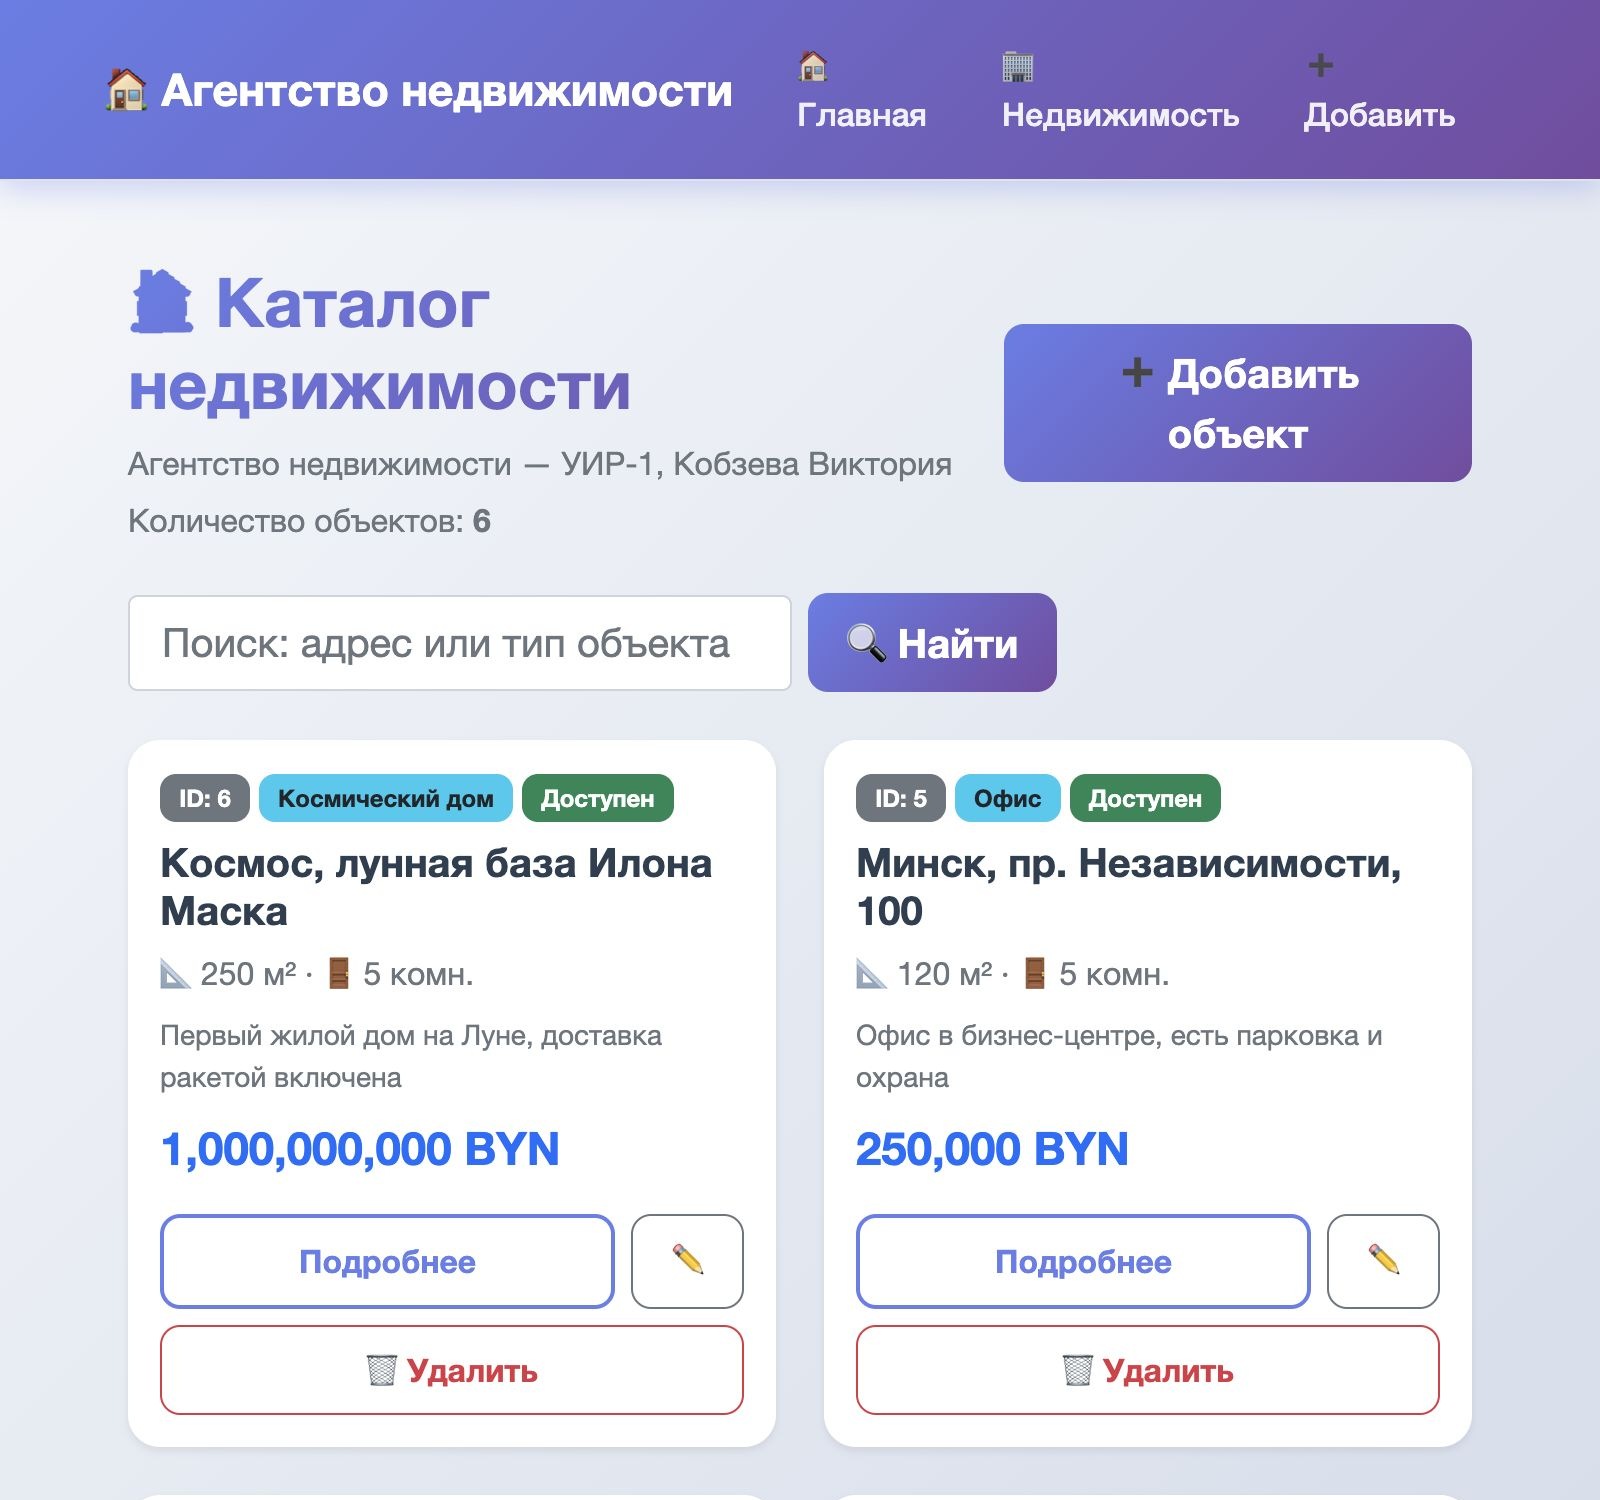 Агентство недвижимости
Главная
Недвижимость
Добавить
Каталог
недвижимости
Агентство недвижимости — УИР-1, Кобзева Виктория
Количество объектов: 6
Добавить
объект
Поиск: адрес или тип объекта
Найти
ID: 6 Космический дом Доступен
Космос, лунная база Илона
Маска
250 м² · 5 комн.
Первый жилой дом на Луне, доставка
ракетой включена
1,000,000,000 BYN
Подробнее
Удалить
ID: 5 Офис Доступен
Минск, пр. Независимости,
100
120 м² · 5 комн.
Офис в бизнес-центре, есть парковка и
охрана
250,000 BYN
Подробнее
Удалить